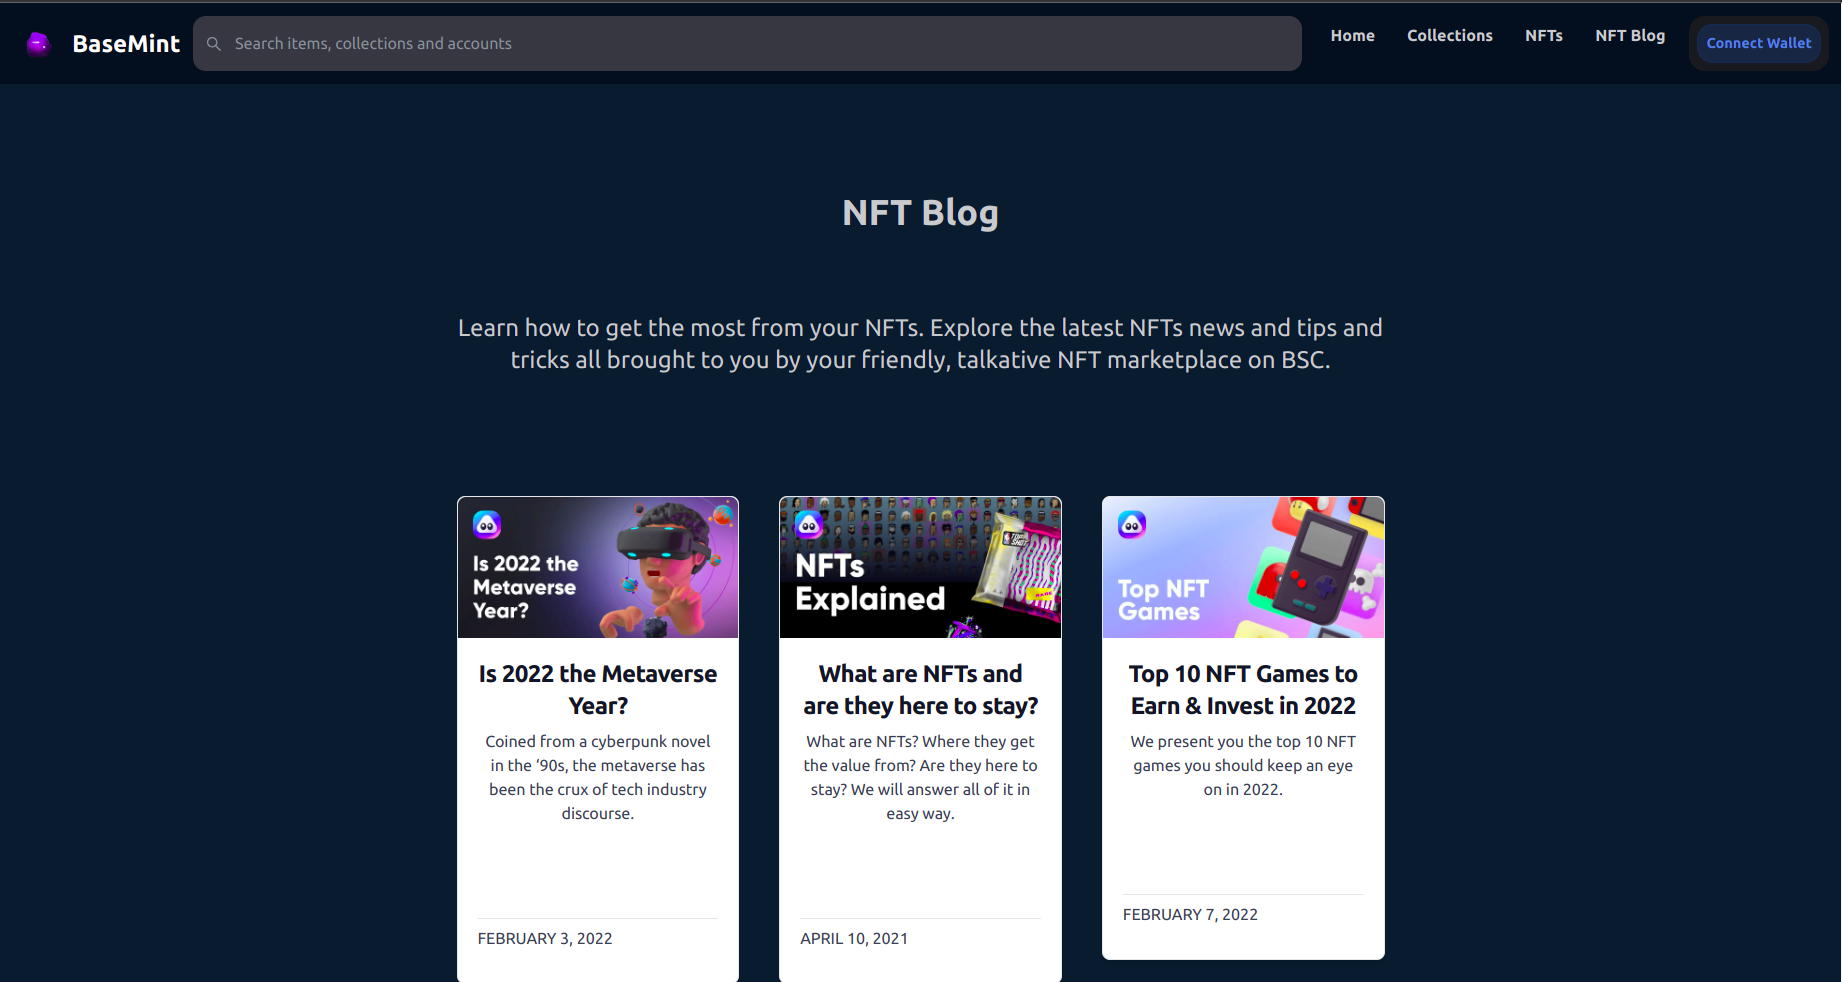 BaseMint
Search items, collections and accounts
Home
Collections
NFTs
NFT Blog
Connect Wallet
NFT Blog
Learn how to get the most from your NFTs. Explore the latest NFTs news and tips and
tricks all brought to you by your friendly, talkative NFT marketplace on BSC.
Is 2022 the
Metaverse
Year?
Is 2022 the Metaverse
Year?
Coined from a cyberpunk novel
in the ‘90s, the metaverse has
been the crux of tech industry
discourse.
FEBRUARY 3, 2022
NFTs
Explained
TOP SHOT
RARE
What are NFTs and
are they here to stay?
What are NFTs? Where they get
the value from? Are they here to
stay? We will answer all of it in
easy way.
APRIL 10, 2021
Top NFT
Games
Top 10 NFT Games to
Earn & Invest in 2022
We present you the top 10 NFT
games you should keep an eye
on in 2022.
FEBRUARY 7, 2022